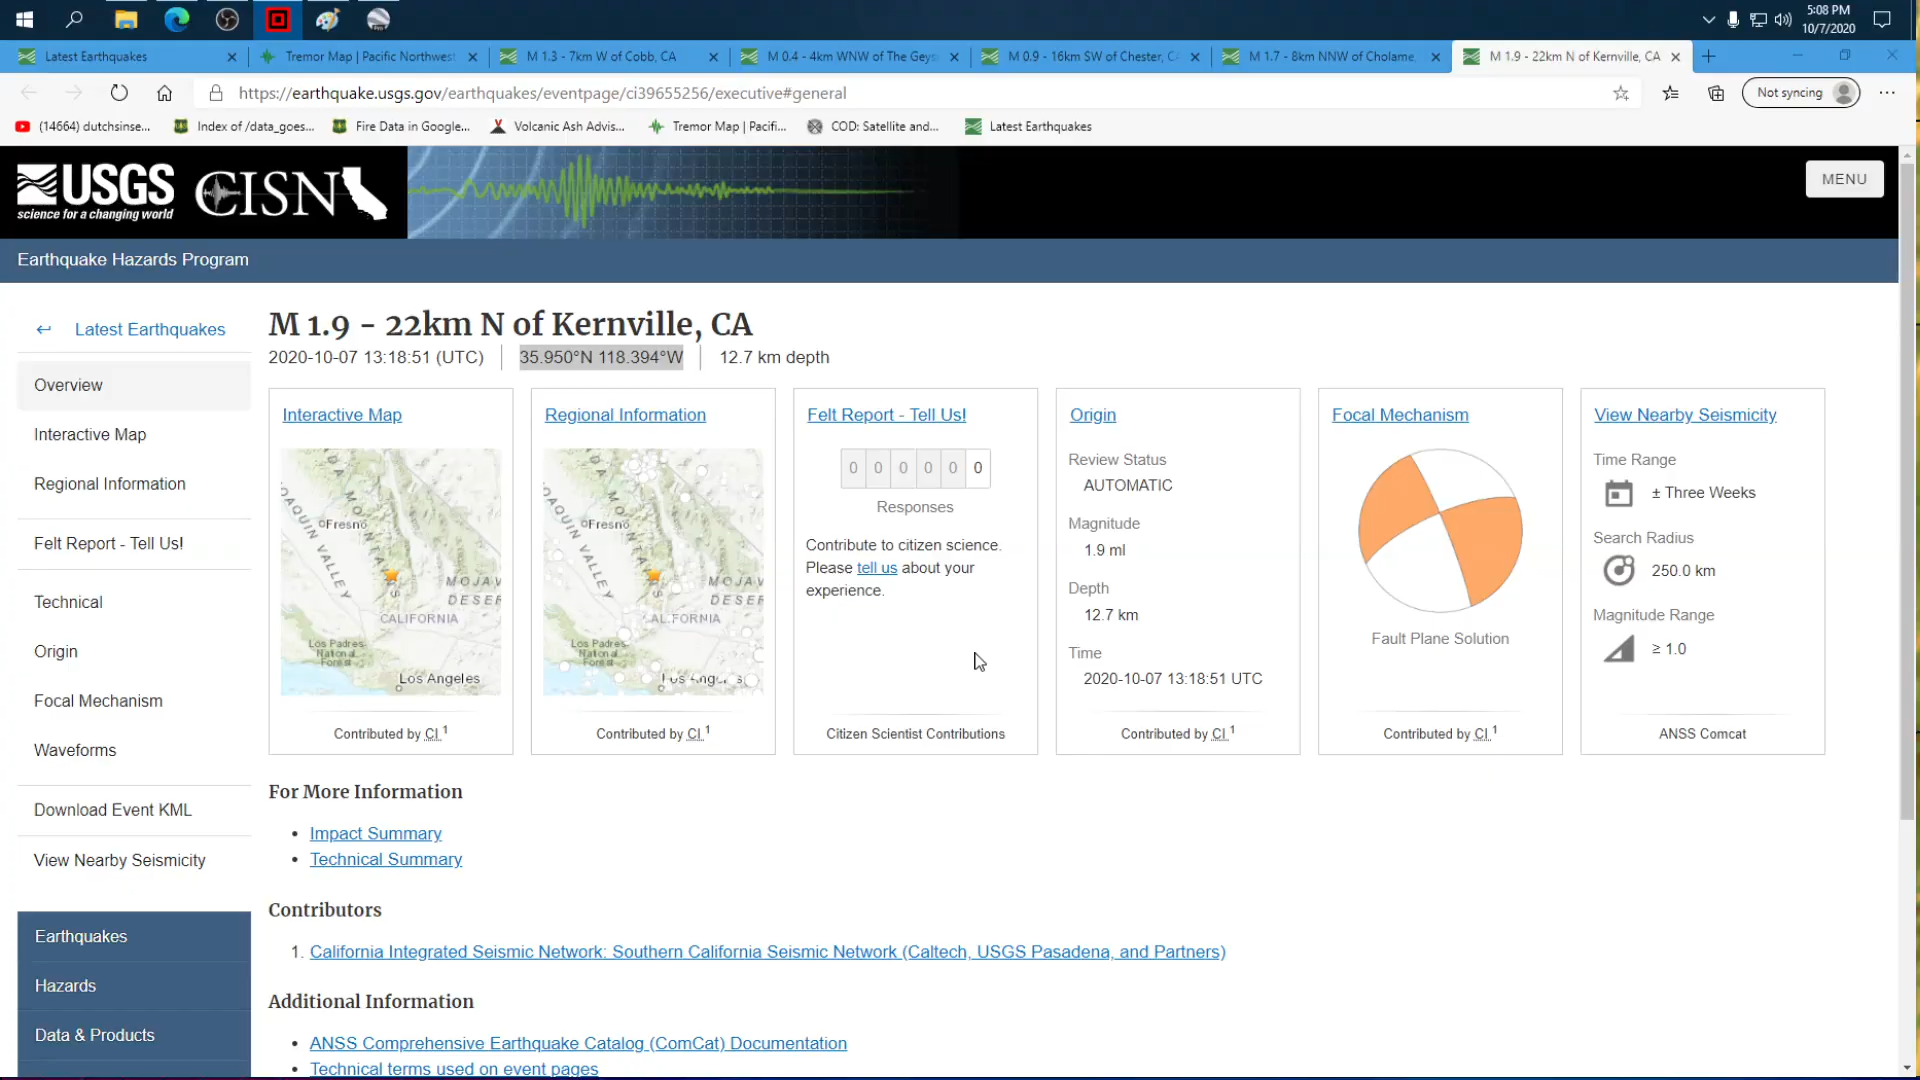 5:08 PM
10/7/2020
Latest Earthquakes
Tremor Map | Pacific Northwest
M 1.3 - 7km W of Cobb, CA
M 0.4 - 4km WNW of The Geys
M 0.9 - 16km SW of Chester, C
M 1.7 - 8km NNW of Cholame,
M 1.9 - 22km N of Kernville, CA
https://earthquake.usgs.gov/earthquakes/eventpage/ci39655256/executive#general
Not syncing
(14664) dutchsinse...
Index of /data_goes...
Fire Data in Google...
Volcanic Ash Advis...
Tremor Map | Pacifi...
COD: Satellite and...
Latest Earthquakes
USGS
science for a changing world
CISN
MENU
Earthquake Hazards Program
Latest Earthquakes
Overview
Interactive Map
Regional Information
Felt Report - Tell Us!
Technical
Origin
Focal Mechanism
Waveforms
Download Event KML
View Nearby Seismicity
Earthquakes
Hazards
Data & Products
M 1.9 - 22km N of Kernville, CA
2020-10-07 13:18:51 (UTC)
35.950°N 118.394°W
12.7 km depth
Interactive Map
Fresno
MOJAV
DESER
CALIFORNIA
Los Padres
National
Forest
Los Angeles
Contributed by CI 1
Regional Information
Fresno
MOJAV
DESER
Los Padres
Contributed by CI 1
Felt Report - Tell Us!
0 0 0 0 0 0
Responses
Contribute to citizen science.
Please tell us about your
experience.
Citizen Scientist Contributions
Origin
Review Status
AUTOMATIC
Magnitude
1.9 ml
Depth
12.7 km
Time
2020-10-07 13:18:51 UTC
Contributed by CI 1
Focal Mechanism
Fault Plane Solution
Contributed by CI 1
View Nearby Seismicity
Time Range
± Three Weeks
Search Radius
250.0 km
Magnitude Range
≥ 1.0
ANSS Comcat
For More Information
• Impact Summary
• Technical Summary
Contributors
1. California Integrated Seismic Network: Southern California Seismic Network (Caltech, USGS Pasadena, and Partners)
Additional Information
• ANSS Comprehensive Earthquake Catalog (ComCat) Documentation
• Technical terms used on event pages